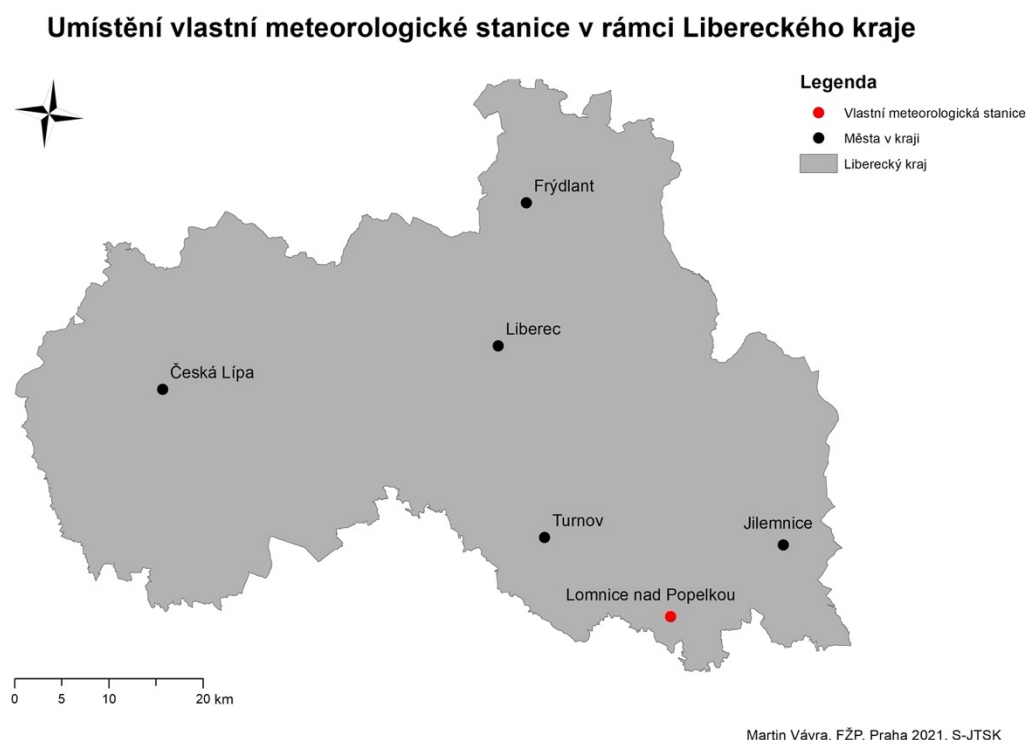 Umístění vlastní meteorologické stanice v rámci Libereckého kraje
Legenda
Vlastní meteorologická stanice
Města v kraji
Liberecký kraj
Frýdlant
Liberec
Česká Lípa
Turnov
Jilemnice
Lomnice nad Popelkou
0 5 10 20 km
Martin Vávra, FŽP, Praha 2021, S-JTSK